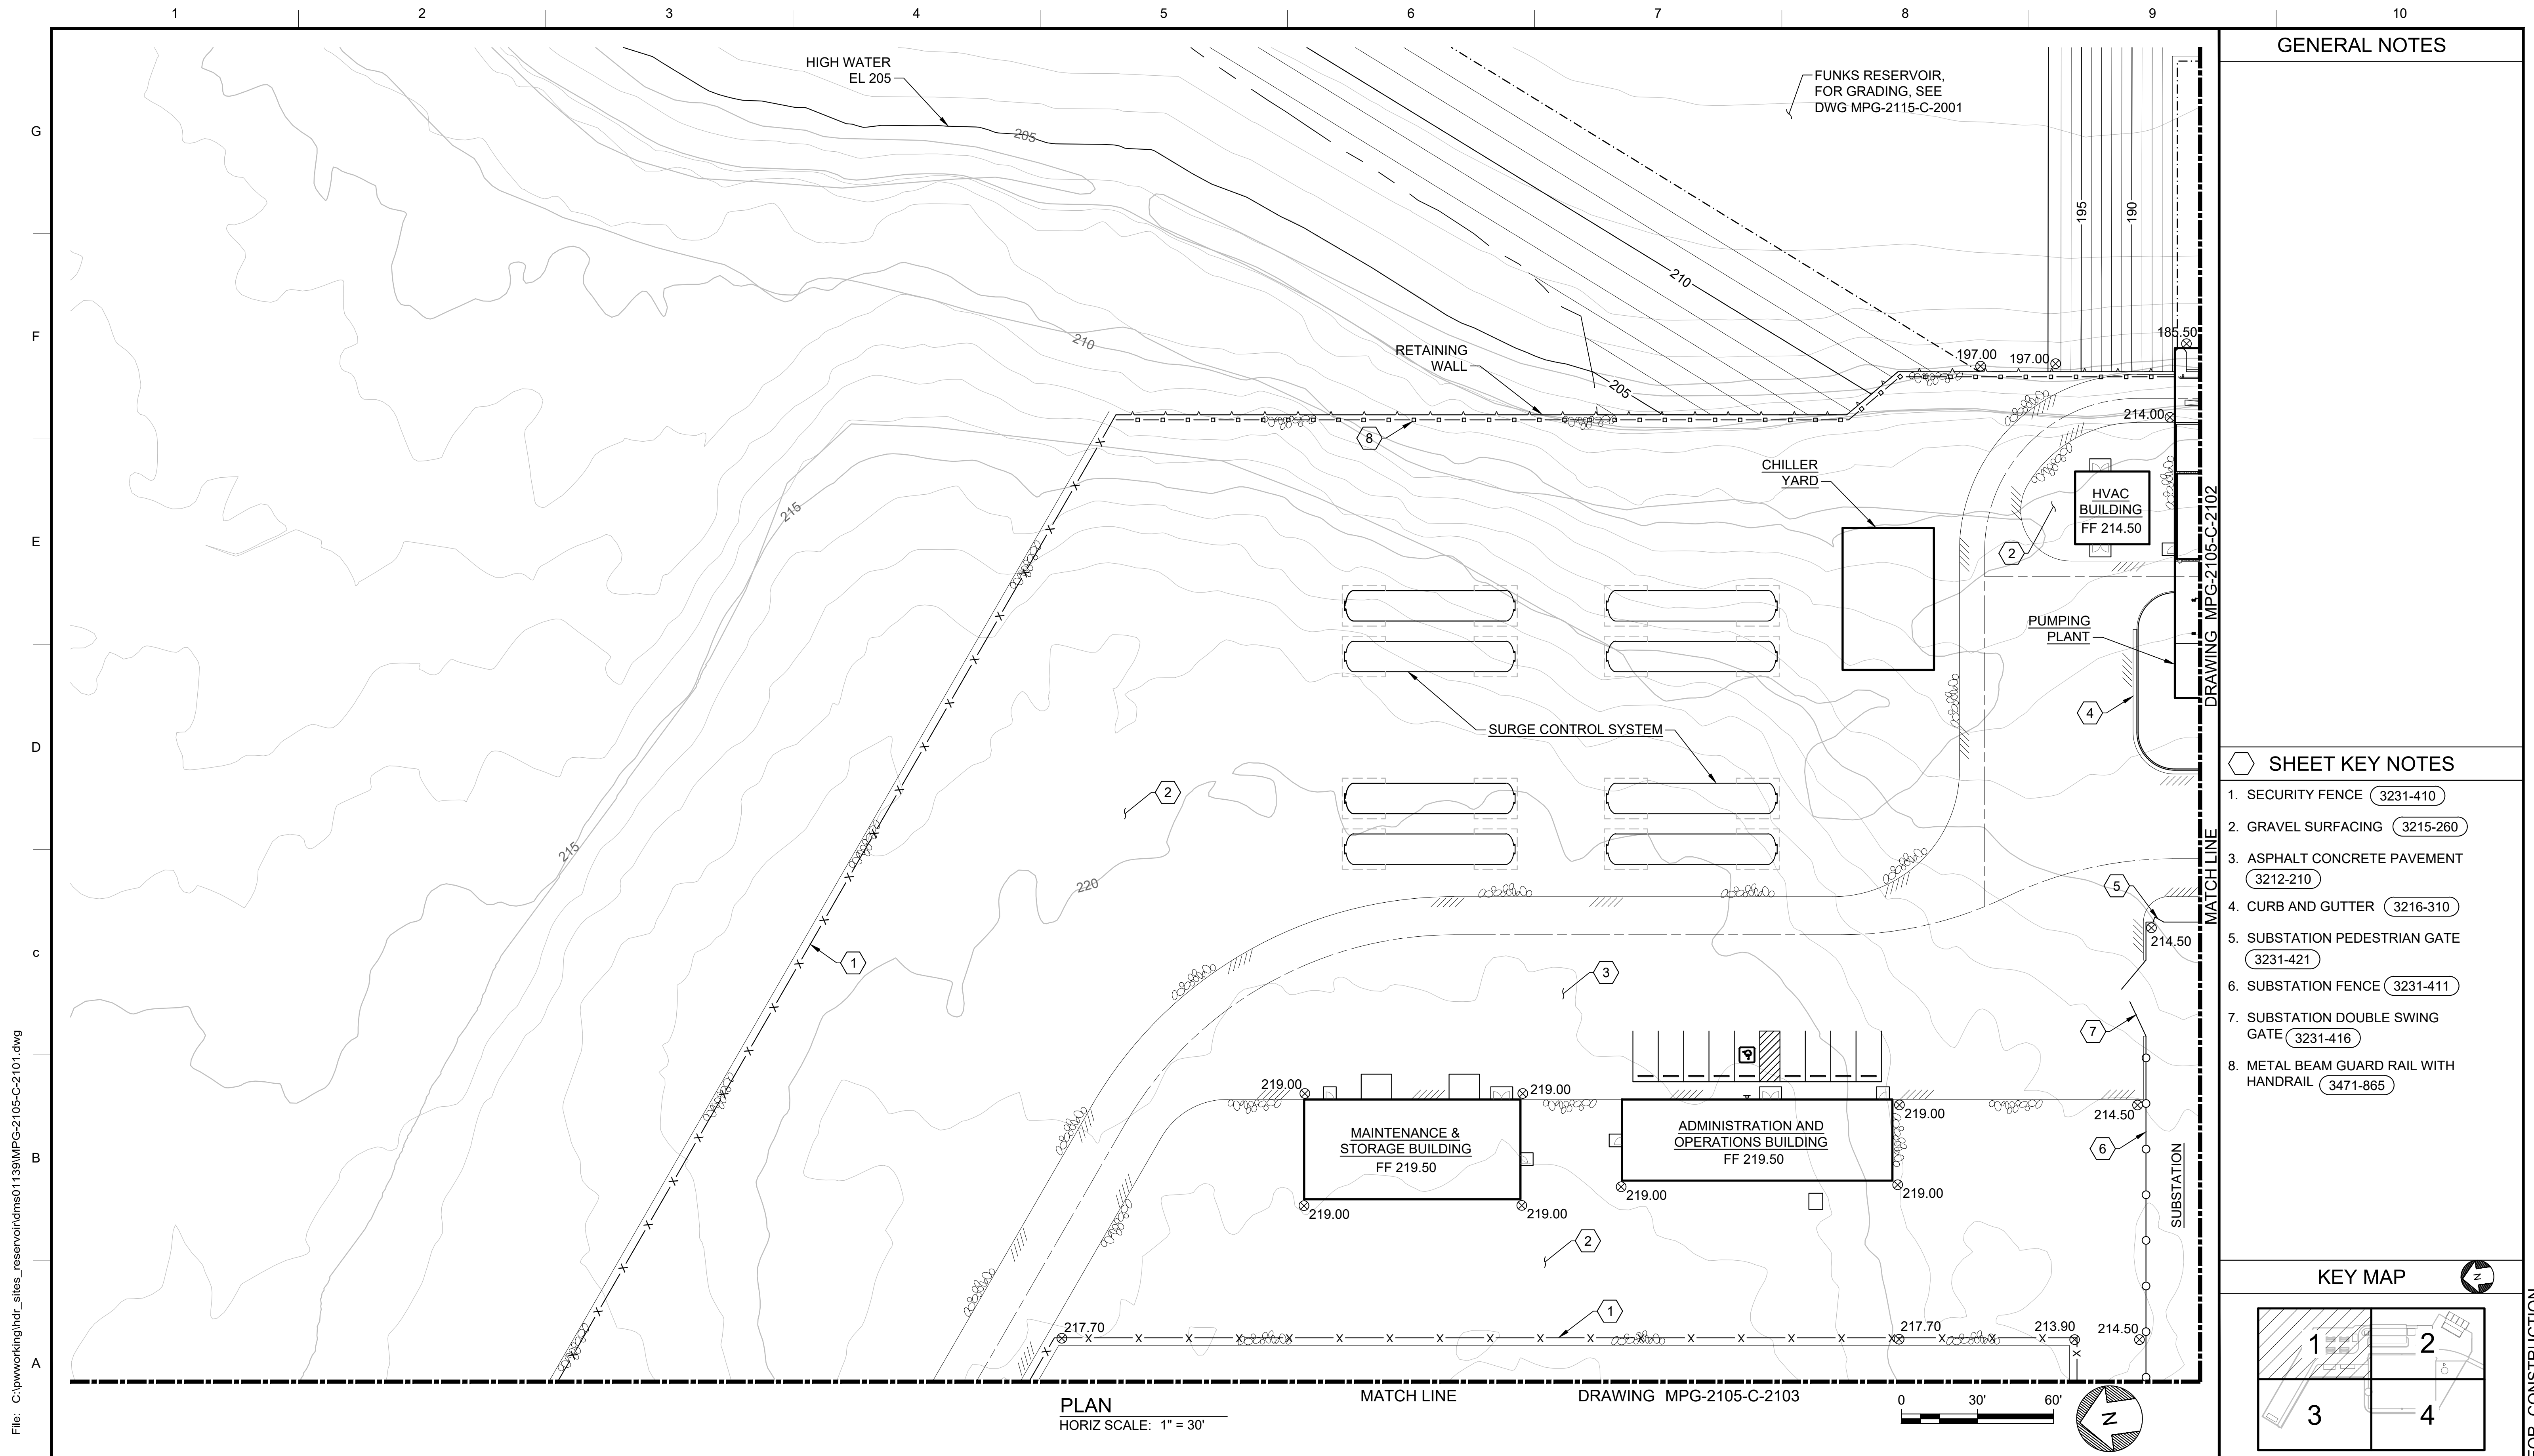 1
2
3
4
5
6
7
8
9
10
G
F
E
D
c
B
A
HIGH WATER
EL 205
FUNKS RESERVOIR,
FOR GRADING, SEE
DWG MPG-2115-C-2001
205
195
190
210
210
185.50
197.00
197.00
RETAINING
WALL
205
214.00
8
CHILLER
YARD
HVAC
BUILDING
FF 214.50
215
2
PUMPING
PLANT
4
SURGE CONTROL SYSTEM
2
215
220
5
214.50
1
3
7
219.00
219.00
219.00
214.50
MAINTENANCE &
STORAGE BUILDING
FF 219.50
ADMINISTRATION AND
OPERATIONS BUILDING
FF 219.50
6
SUBSTATION
219.00
219.00
219.00
219.00
2
1
217.70
217.70
213.90
214.50
DRAWING MPG-2105-C-2102
MATCH LINE
MATCH LINE
DRAWING MPG-2105-C-2103
PLAN
HORIZ SCALE: 1" = 30'
0
30'
60'
N
File: C:\pwworking\hdr_sites_reservoir\dms01139\MPG-2105-C-2101.dwg
GENERAL NOTES
SHEET KEY NOTES
1. SECURITY FENCE 3231-410
2. GRAVEL SURFACING 3215-260
3. ASPHALT CONCRETE PAVEMENT
3212-210
4. CURB AND GUTTER 3216-310
5. SUBSTATION PEDESTRIAN GATE
3231-421
6. SUBSTATION FENCE 3231-411
7. SUBSTATION DOUBLE SWING
GATE 3231-416
8. METAL BEAM GUARD RAIL WITH
HANDRAIL 3471-865
KEY MAP
N
1
2
3
4
CONSTRUCTION